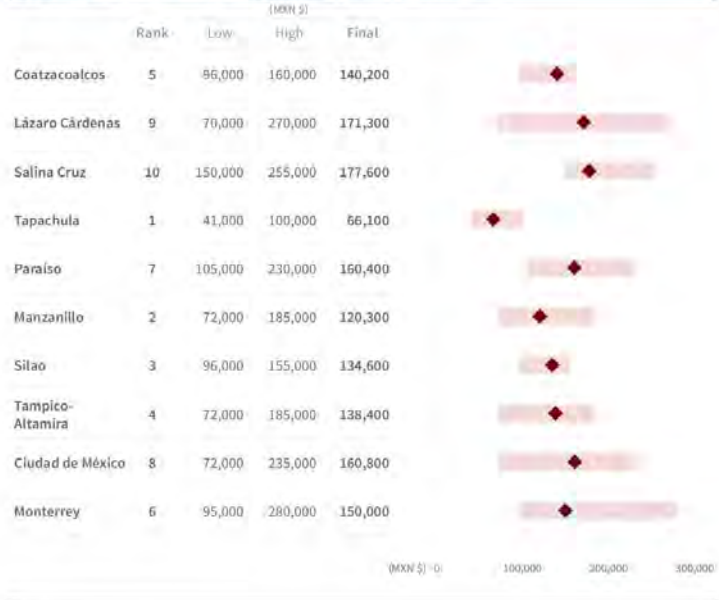 (MXN $)
Rank Low High Final
Coatzacoalcos 5 96,000 160,000 140,200
Lázaro Cárdenas 9 70,000 270,000 171,300
Salina Cruz 10 150,000 255,000 177,600
Tapachula 1 41,000 100,000 66,100
Paraíso 7 105,000 230,000 160,400
Manzanillo 2 72,000 185,000 120,300
Silao 3 96,000 155,000 134,600
Tampico-
Altamira 4 72,000 185,000 138,400
Ciudad de México 8 72,000 235,000 160,800
Monterrey 6 95,000 280,000 150,000
(MXN $) 0 100,000 200,000 300,000